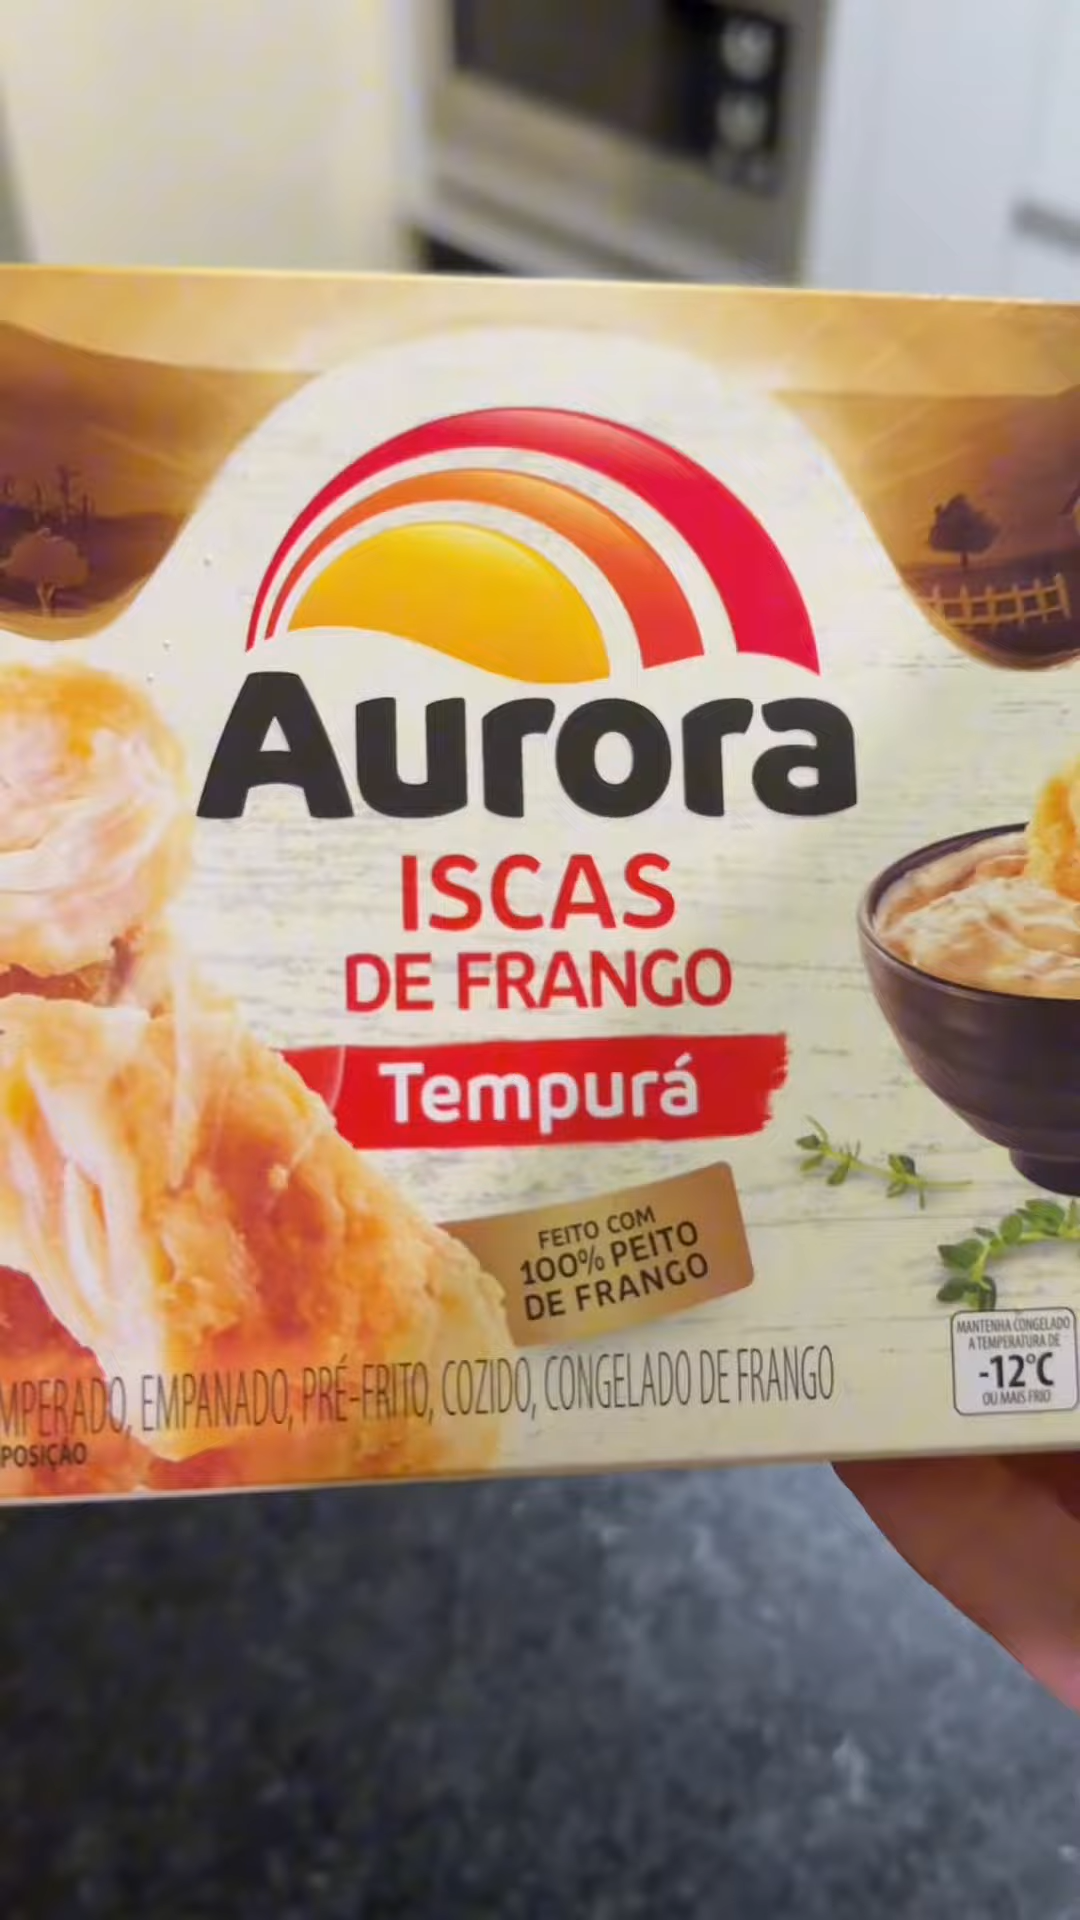 Aurora
ISCAS
DE FRANGO
Tempurá
FEITO COM
100% PEITO
DE FRANGO
MANTENHA CONGELADO
A TEMPERATURA DE
-12°C
OU MAIS FRIO
MPERADO, EMPANADO, PRÉ-FRITO, COZIDO, CONGELADO DE FRANGO
POSIÇÃO